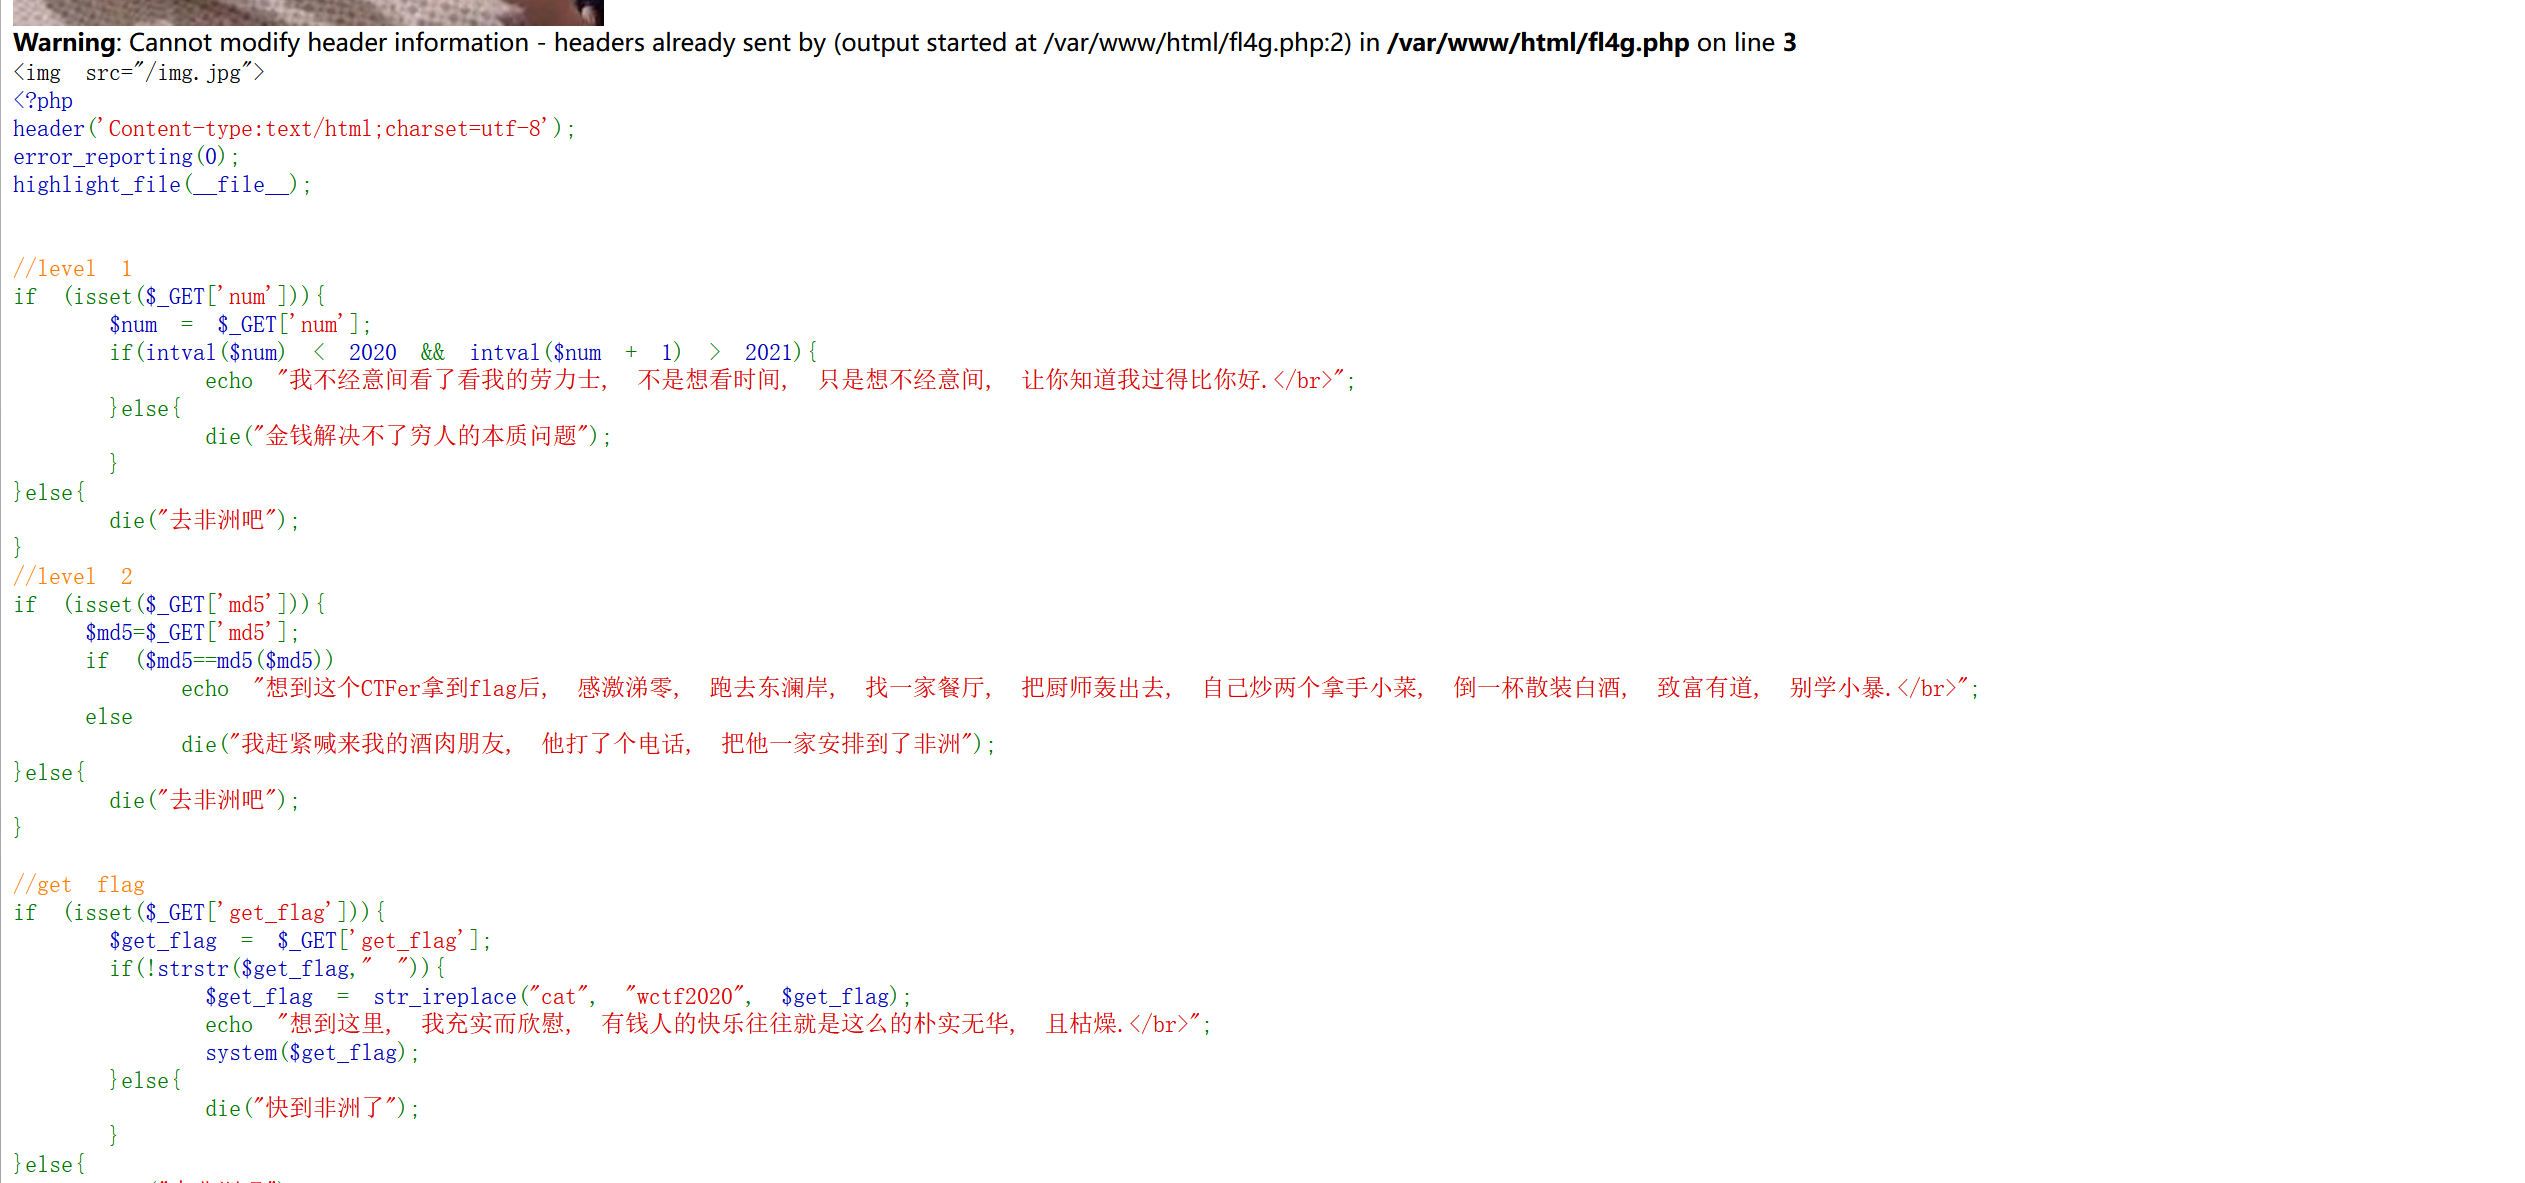 Warning: Cannot modify header information - headers already sent by (output started at /var/www/html/fl4g.php:2) in /var/www/html/fl4g.php on line 3
<img src="/img.jpg">
<?php
header('Content-type:text/html;charset=utf-8');
error_reporting(0);
highlight_file(__file__);
//level 1
if (isset($_GET['num'])){
$num = $_GET['num'];
if(intval($num) < 2020 && intval($num + 1) > 2021){
echo "我不经意间看了看我的劳力士, 不是想看时间, 只是想不经意间, 让你知道我过得比你好.</br>";
}else{
die("金钱解决不了穷人的本质问题");
}
}else{
die("去非洲吧");
}
//level 2
if (isset($_GET['md5'])){
$md5=$_GET['md5'];
if ($md5==md5($md5))
echo "想到这个CTFer拿到flag后, 感激涕零, 跑去东澜岸, 找一家餐厅, 把厨师轰出去, 自己炒两个拿手小菜, 倒一杯散装白酒, 致富有道, 别学小暴.</br>";
else
die("我赶紧喊来我的酒肉朋友, 他打了个电话, 把他一家安排到了非洲");
}else{
die("去非洲吧");
}
//get flag
if (isset($_GET['get_flag'])){
$get_flag = $_GET['get_flag'];
if(!strstr($get_flag," ")){
$get_flag = str_ireplace("cat", "wctf2020", $get_flag);
echo "想到这里, 我充实而欣慰, 有钱人的快乐往往就是这么的朴实无华, 且枯燥.</br>";
system($get_flag);
}else{
die("快到非洲了");
}
}else{